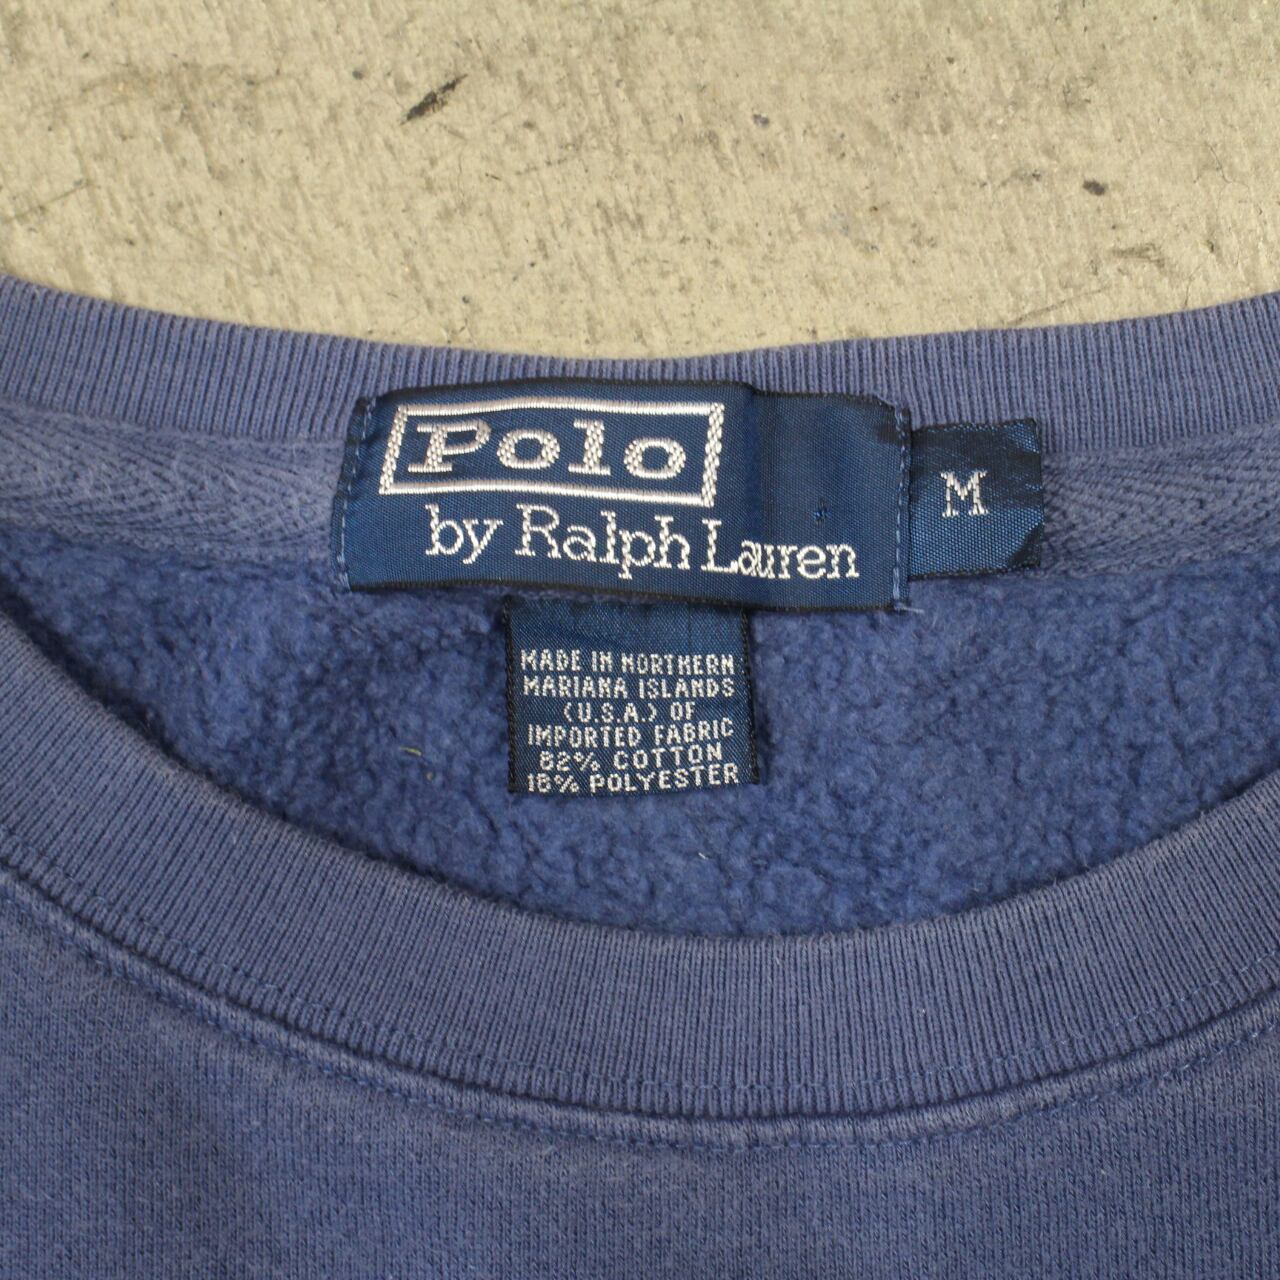 Polo
by Ralph Lauren
M
MADE IN NORTHERN
MARIANA ISLANDS
(U.S.A.) OF
IMPORTED FABRIC
82% COTTON
18% POLYESTER